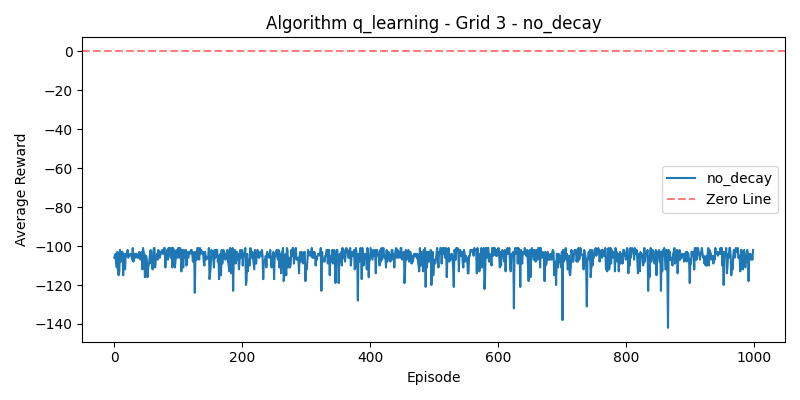 Algorithm q_learning - Grid 3 - no_decay
0
−20
−40
−60
−80
−100
−120
−140
Average Reward
no_decay
Zero Line
0 200 400 600 800 1000
Episode